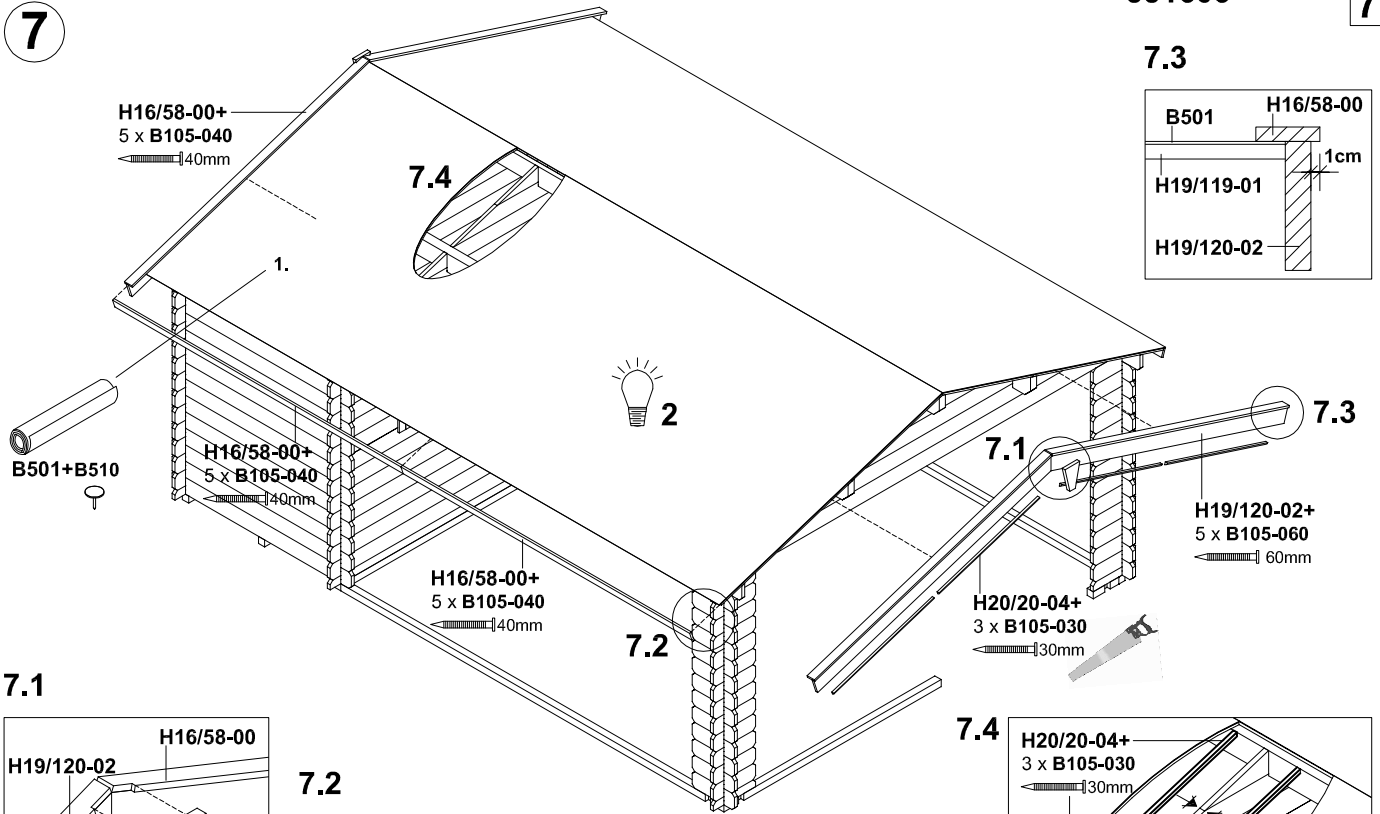 7
7.3
H16/58-00+
5 x B105-040
40mm
B501
H16/58-00
1cm
H19/119-01
H19/120-02
7.4
1.
2
B501+B510
H16/58-00+
5 x B105-040
40mm
7.1
7.3
H19/120-02+
5 x B105-060
60mm
H16/58-00+
5 x B105-040
40mm
7.2
H20/20-04+
3 x B105-030
30mm
7.1
H16/58-00
H19/120-02
7.2
7.4
H20/20-04+
3 x B105-030
30mm